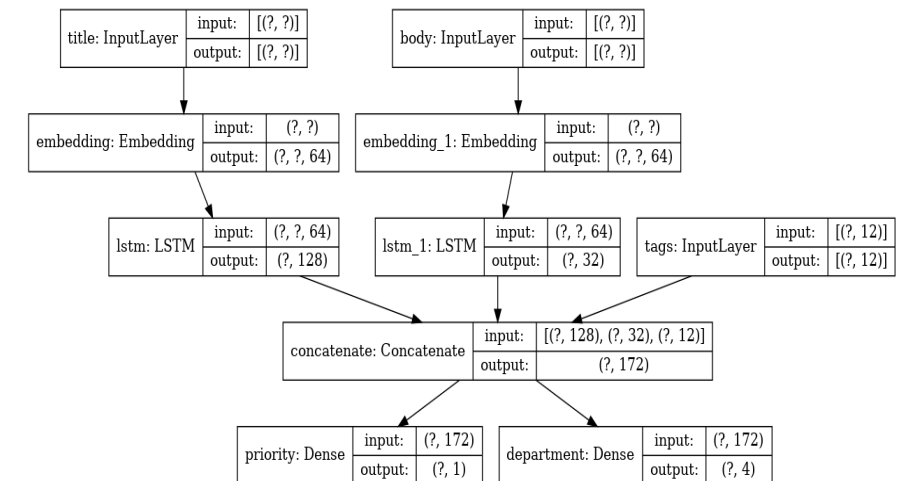 title: InputLayer input: [(?, ?)] output: [(?, ?)]
body: InputLayer input: [(?, ?)] output: [(?, ?)]
embedding: Embedding input: (?, ?) output: (?, ?, 64)
embedding_1: Embedding input: (?, ?) output: (?, ?, 64)
lstm: LSTM input: (?, ?, 64) output: (?, 128)
lstm_1: LSTM input: (?, ?, 64) output: (?, 32)
tags: InputLayer input: [(?, 12)] output: [(?, 12)]
concatenate: Concatenate input: [(?, 128), (?, 32), (?, 12)] output: (?, 172)
priority: Dense input: (?, 172) output: (?, 1)
department: Dense input: (?, 172) output: (?, 4)